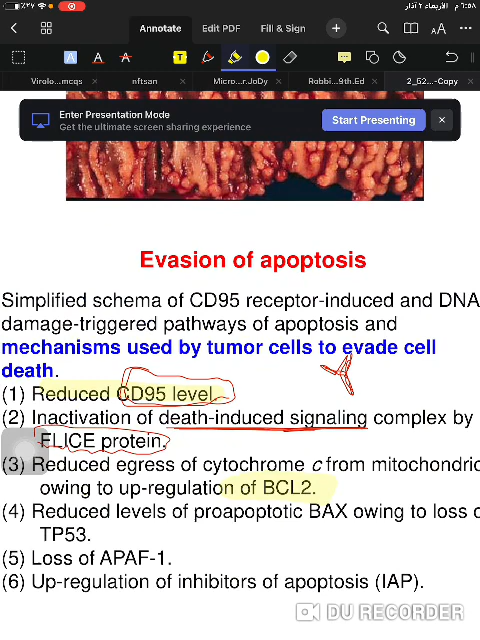 ٢٧٪ ٦:٥٨ م الأربعاء ٢ آذار
Annotate Edit PDF Fill & Sign
A A A T AA
Virolo....mcqs nftsan Micro...r.JoDy Robbi...9th.Ed 2_52...-Copy
Enter Presentation Mode
Get the ultimate screen sharing experience
Start Presenting
Evasion of apoptosis
Simplified schema of CD95 receptor-induced and DNA
damage-triggered pathways of apoptosis and
mechanisms used by tumor cells to evade cell
death.
(1) Reduced CD95 level.
(2) Inactivation of death-induced signaling complex by
FLICE protein.
(3) Reduced egress of cytochrome c from mitochondri
owing to up-regulation of BCL2.
(4) Reduced levels of proapoptotic BAX owing to loss o
TP53.
(5) Loss of APAF-1.
(6) Up-regulation of inhibitors of apoptosis (IAP).
DU RECORDER